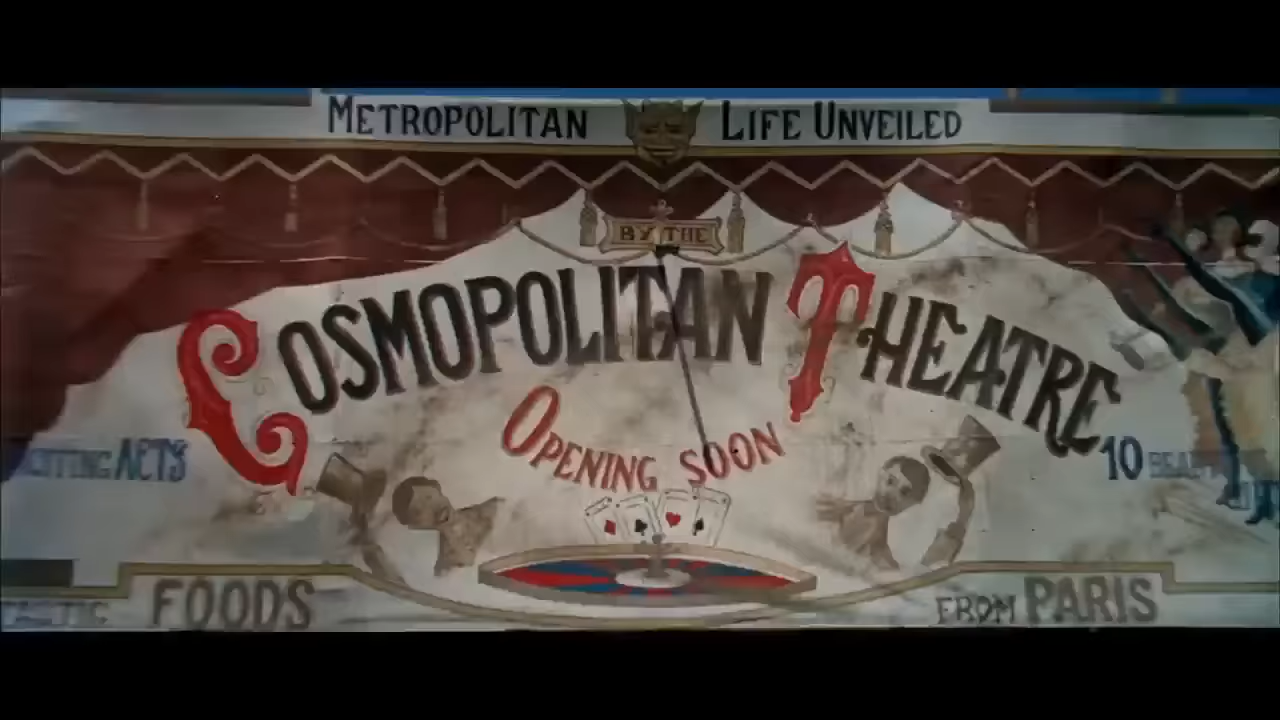 METROPOLITAN LIFE UNVEILED
BY THE
COSMOPOLITAN THEATRE
OPENING SOON
ACTS
10
FOODS
FROM PARIS